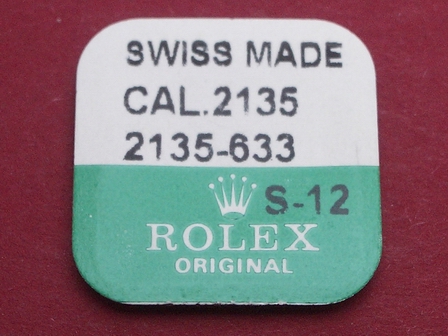 SWISS MADE
CAL.2135
2135-633
S-12
ROLEX
ORIGINAL